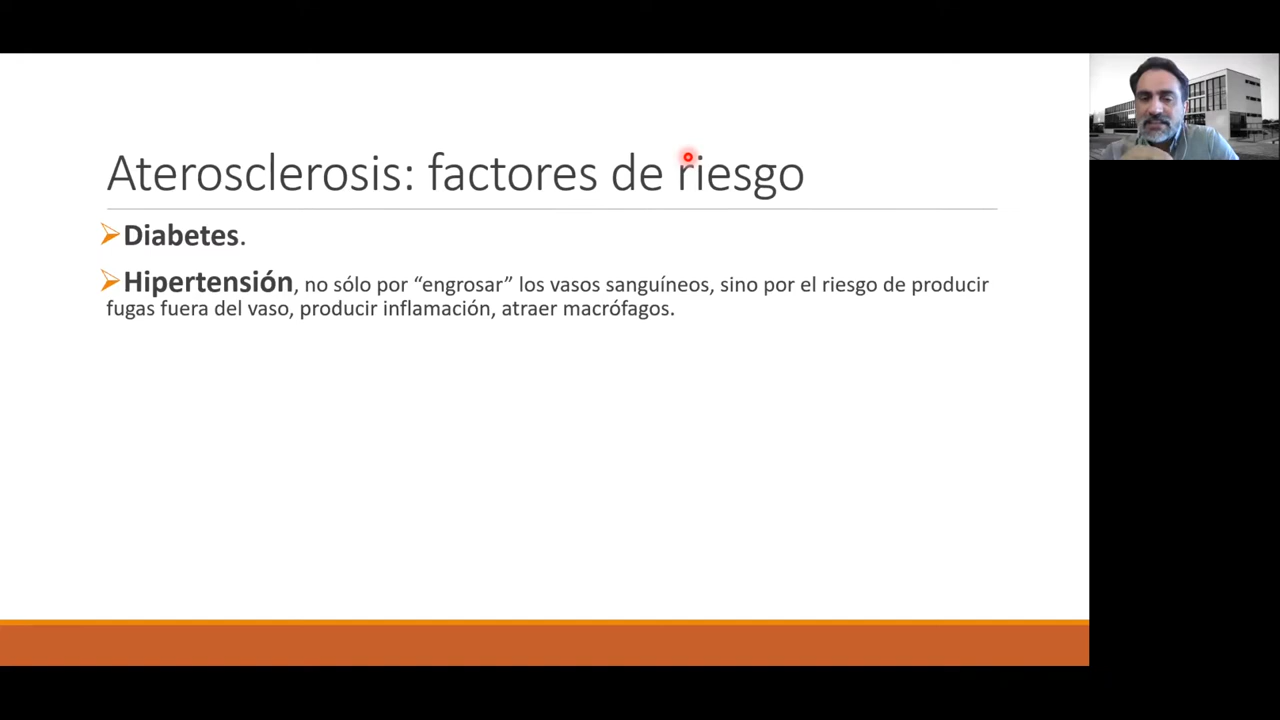 Aterosclerosis: factores de riesgo
Diabetes.
Hipertensión, no sólo por “engrosar” los vasos sanguíneos, sino por el riesgo de producir
fugas fuera del vaso, producir inflamación, atraer macrófagos.